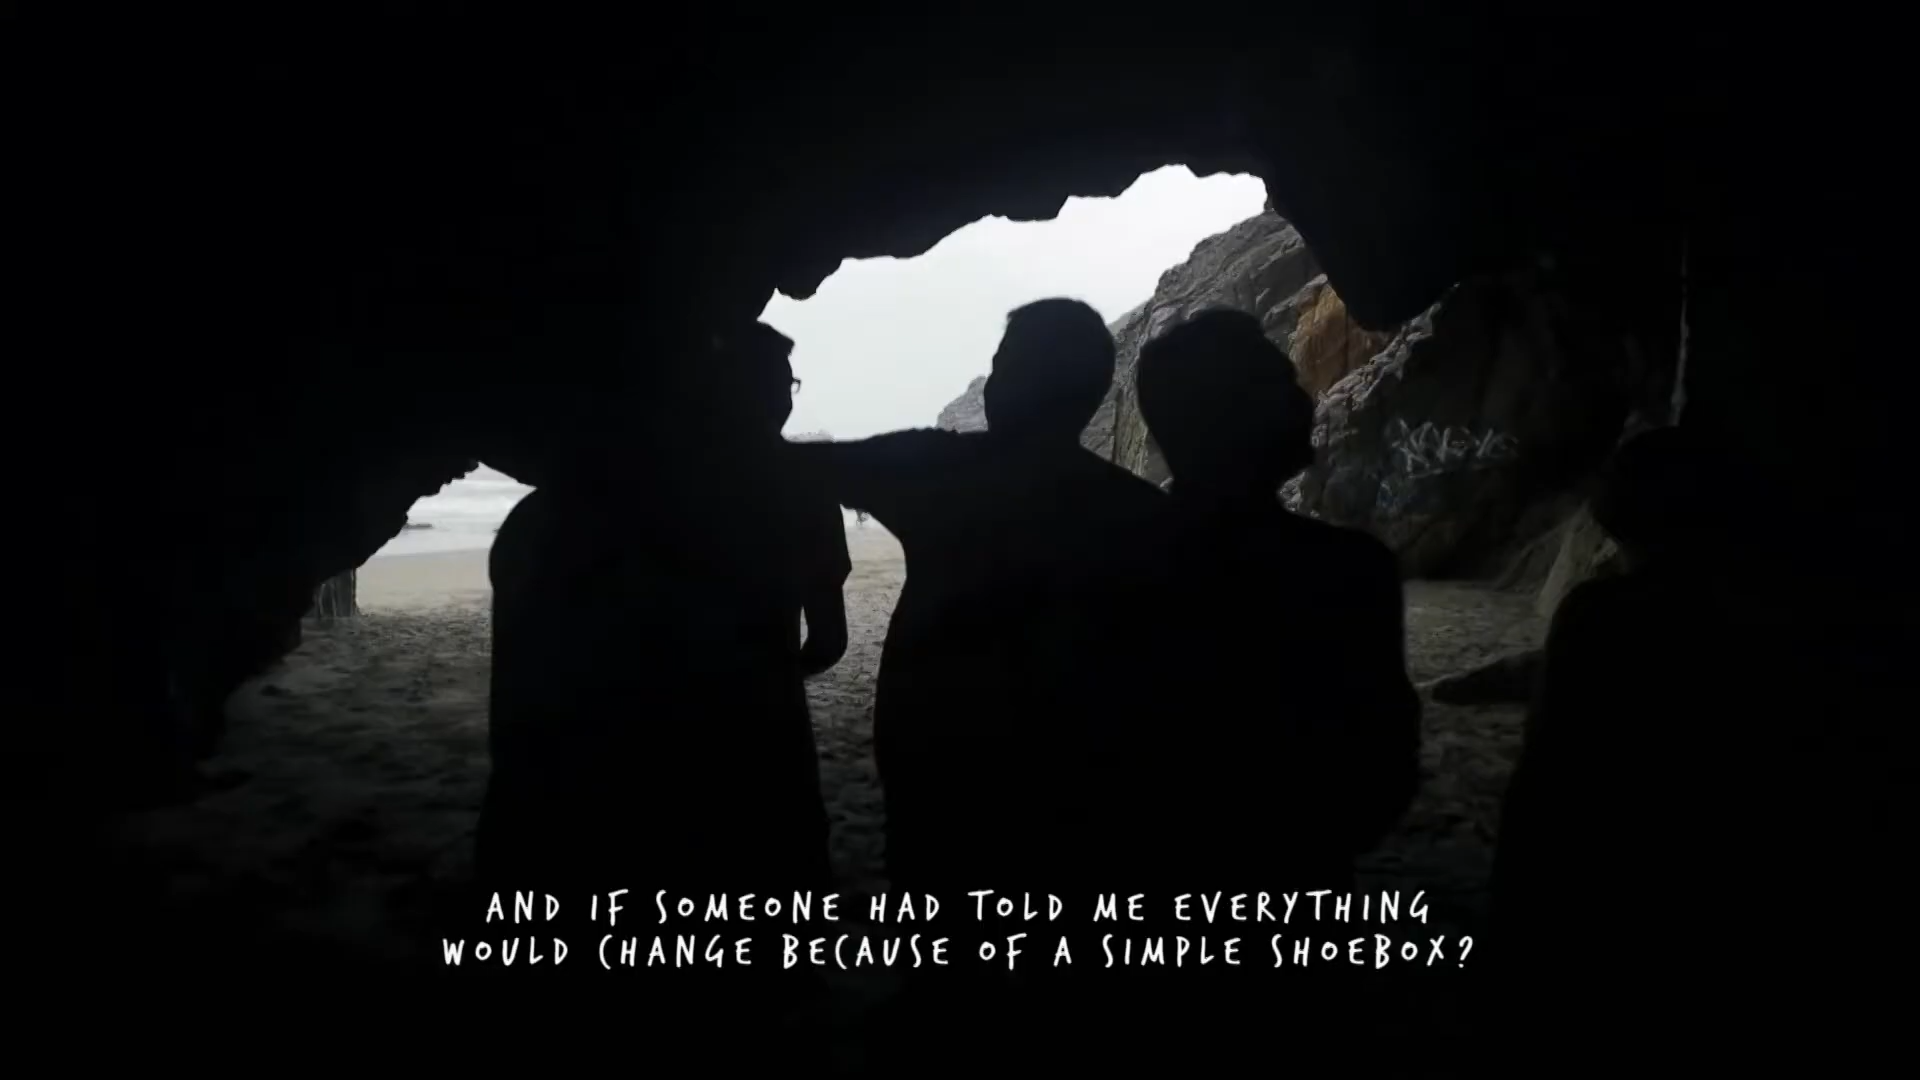 AND IF SOMEONE HAD TOLD ME EVERYTHING
WOULD CHANGE BECAUSE OF A SIMPLE SHOEBOX?